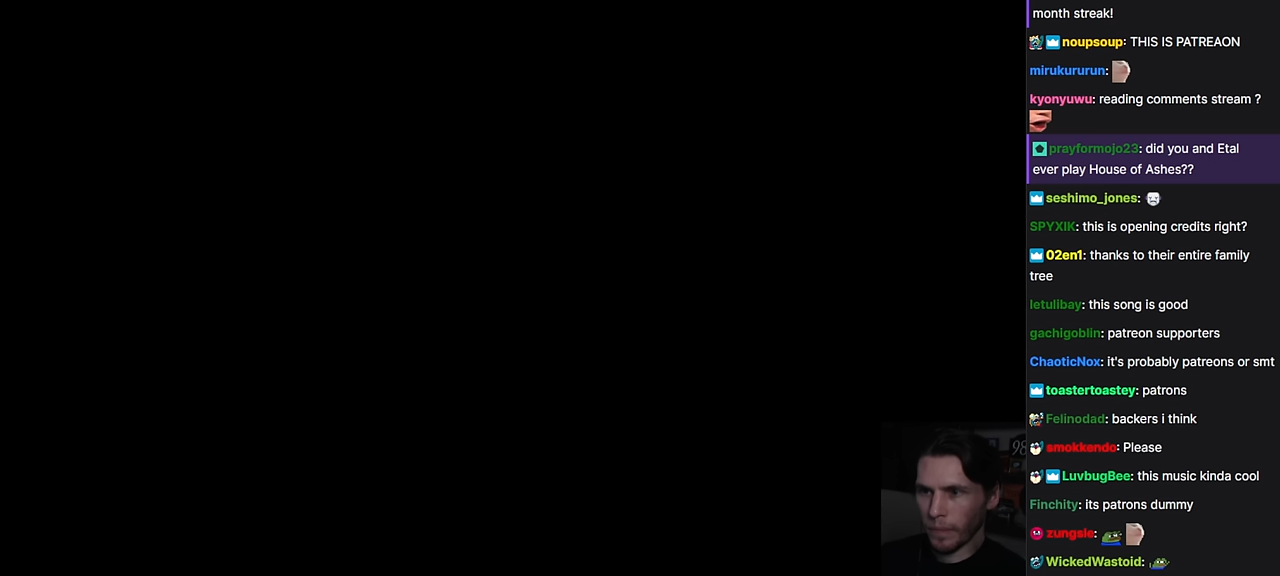 month streak!
noupsoup: THIS IS PATREAON
mirukururun:
kyonyuwu: reading comments stream ?
prayformojo23: did you and Etal
ever play House of Ashes??
seshimo_jones:
SPYXIK: this is opening credits right?
02en1: thanks to their entire family
tree
letulibay: this song is good
gachigoblin: patreon supporters
ChaoticNox: it's probably patreons or smt
toastertoastey: patrons
Felinodad: backers i think
amokkendo: Please
LuvbugBee: this music kinda cool
98
Finchity: its patrons dummy
zungsle:
WickedWastoid: